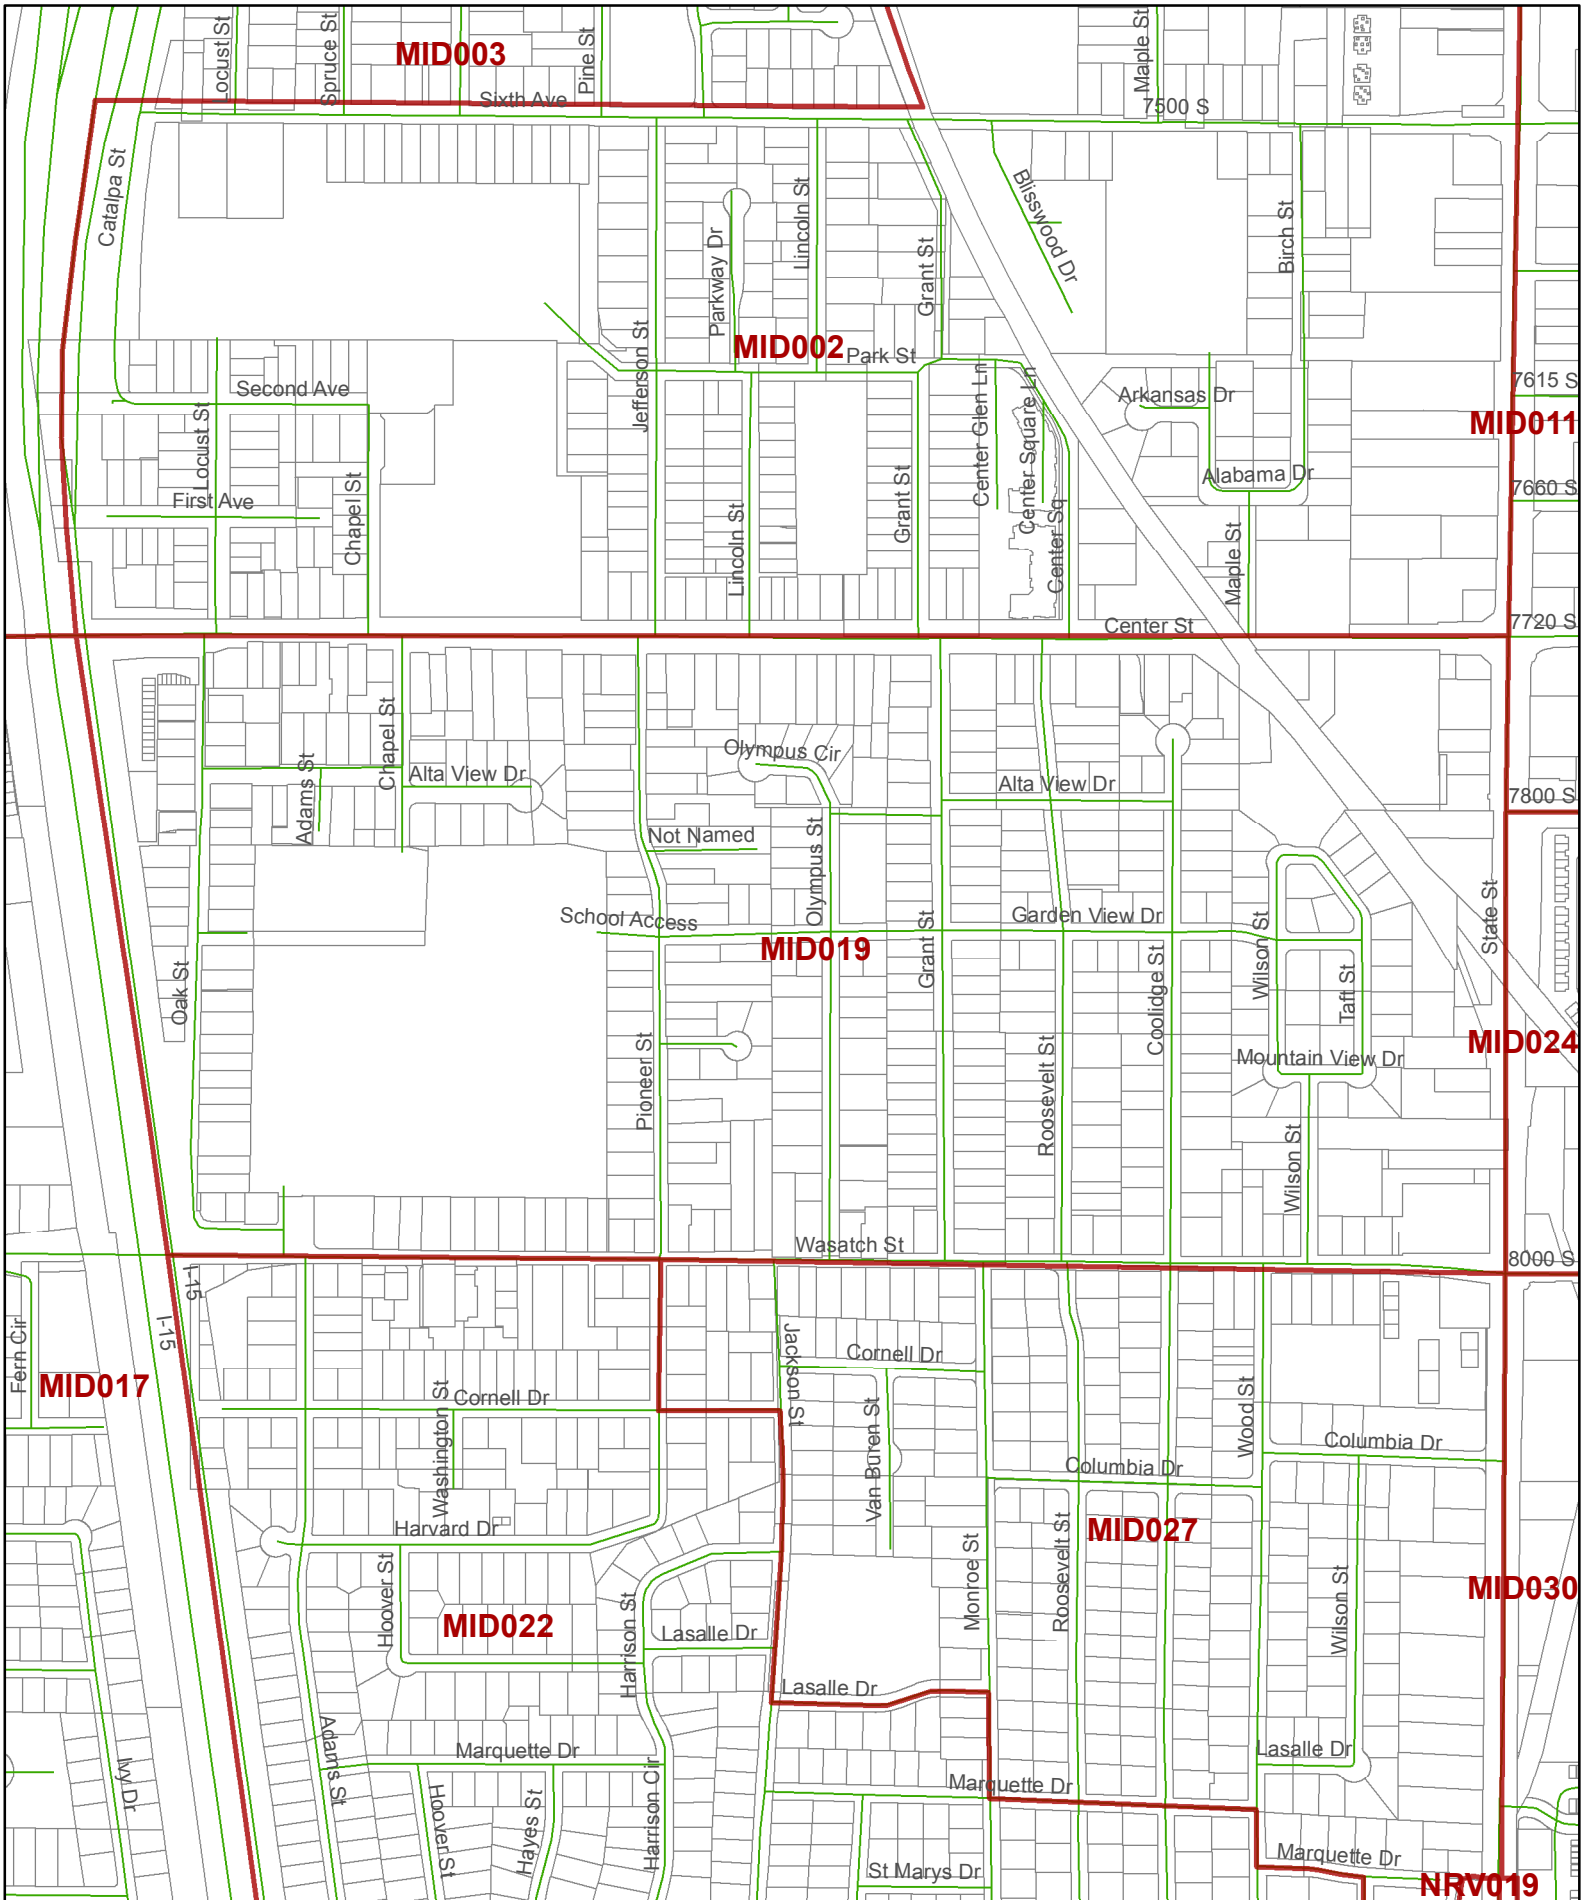 Locust St
Spruce St
MID003
Pine St
Maple St
Sixth Ave
7500 S
Catalpa St
Blisswood Dr
Lincoln St
Parkway Dr
Grant St
Birch St
Jefferson St
MID002
Park St
Second Ave
Center Glen Ln
Center Square Ln
Arkansas Dr
7615 S
MID011
Locust St
First Ave
Chapel St
Lincoln St
Grant St
Center Sq
Alabama Dr
7660 S
Maple St
Center St
7720 S
Chapel St
Adams St
Alta View Dr
Olympus Cir
Alta View Dr
7800 S
Not Named
Olympus St
School Access
Garden View Dr
State St
MID019
Grant St
Coolidge St
Wilson St
Taft St
Oak St
Pioneer St
Roosevelt St
Mountain View Dr
MID024
Wilson St
Wasatch St
8000 S
I-15
I-15
Fern Cir
MID017
Jackson St
Cornell Dr
Cornell Dr
Washington St
Van Buren St
Wood St
Columbia Dr
Columbia Dr
Harvard Dr
MID027
Hoover St
Monroe St
Roosevelt St
Wilson St
MID030
MID022
Harrison St
Lasalle Dr
Lasalle Dr
Lasalle Dr
Ivy Dr
Adams St
Marquette Dr
Marquette Dr
Hoover St
Hayes St
Harrison Cir
St Marys Dr
Marquette Dr
NRV019